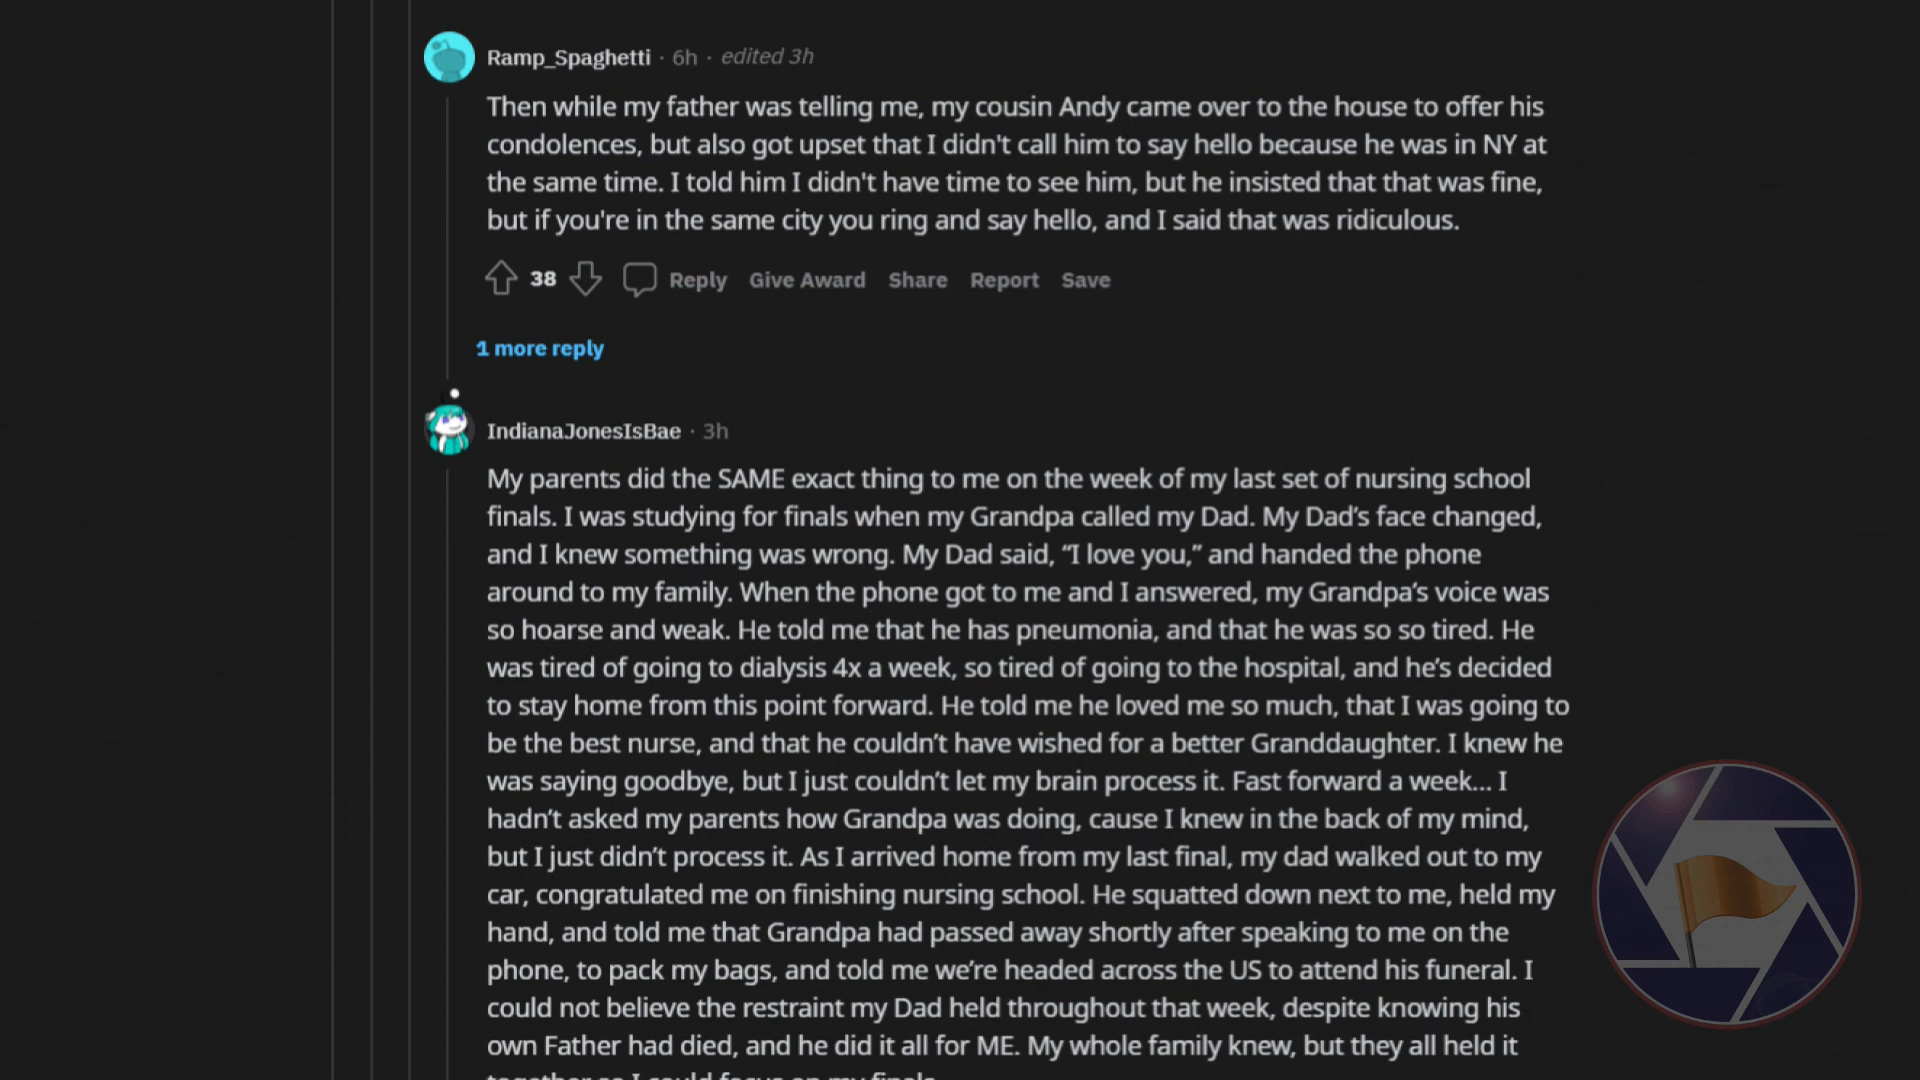 Ramp_Spaghetti · 6h · edited 3h
Then while my father was telling me, my cousin Andy came over to the house to offer his
condolences, but also got upset that I didn't call him to say hello because he was in NY at
the same time. I told him I didn't have time to see him, but he insisted that that was fine,
but if you're in the same city you ring and say hello, and I said that was ridiculous.
38 Reply Give Award Share Report Save
1 more reply
IndianaJonesIsBae · 3h
My parents did the SAME exact thing to me on the week of my last set of nursing school
finals. I was studying for finals when my Grandpa called my Dad. My Dad’s face changed,
and I knew something was wrong. My Dad said, “I love you,” and handed the phone
around to my family. When the phone got to me and I answered, my Grandpa’s voice was
so hoarse and weak. He told me that he has pneumonia, and that he was so so tired. He
was tired of going to dialysis 4x a week, so tired of going to the hospital, and he’s decided
to stay home from this point forward. He told me he loved me so much, that I was going to
be the best nurse, and that he couldn’t have wished for a better Granddaughter. I knew he
was saying goodbye, but I just couldn’t let my brain process it. Fast forward a week... I
hadn’t asked my parents how Grandpa was doing, cause I knew in the back of my mind,
but I just didn’t process it. As I arrived home from my last final, my dad walked out to my
car, congratulated me on finishing nursing school. He squatted down next to me, held my
hand, and told me that Grandpa had passed away shortly after speaking to me on the
phone, to pack my bags, and told me we’re headed across the US to attend his funeral. I
could not believe the restraint my Dad held throughout that week, despite knowing his
own Father had died, and he did it all for ME. My whole family knew, but they all held it
together so I could focus on my finals.